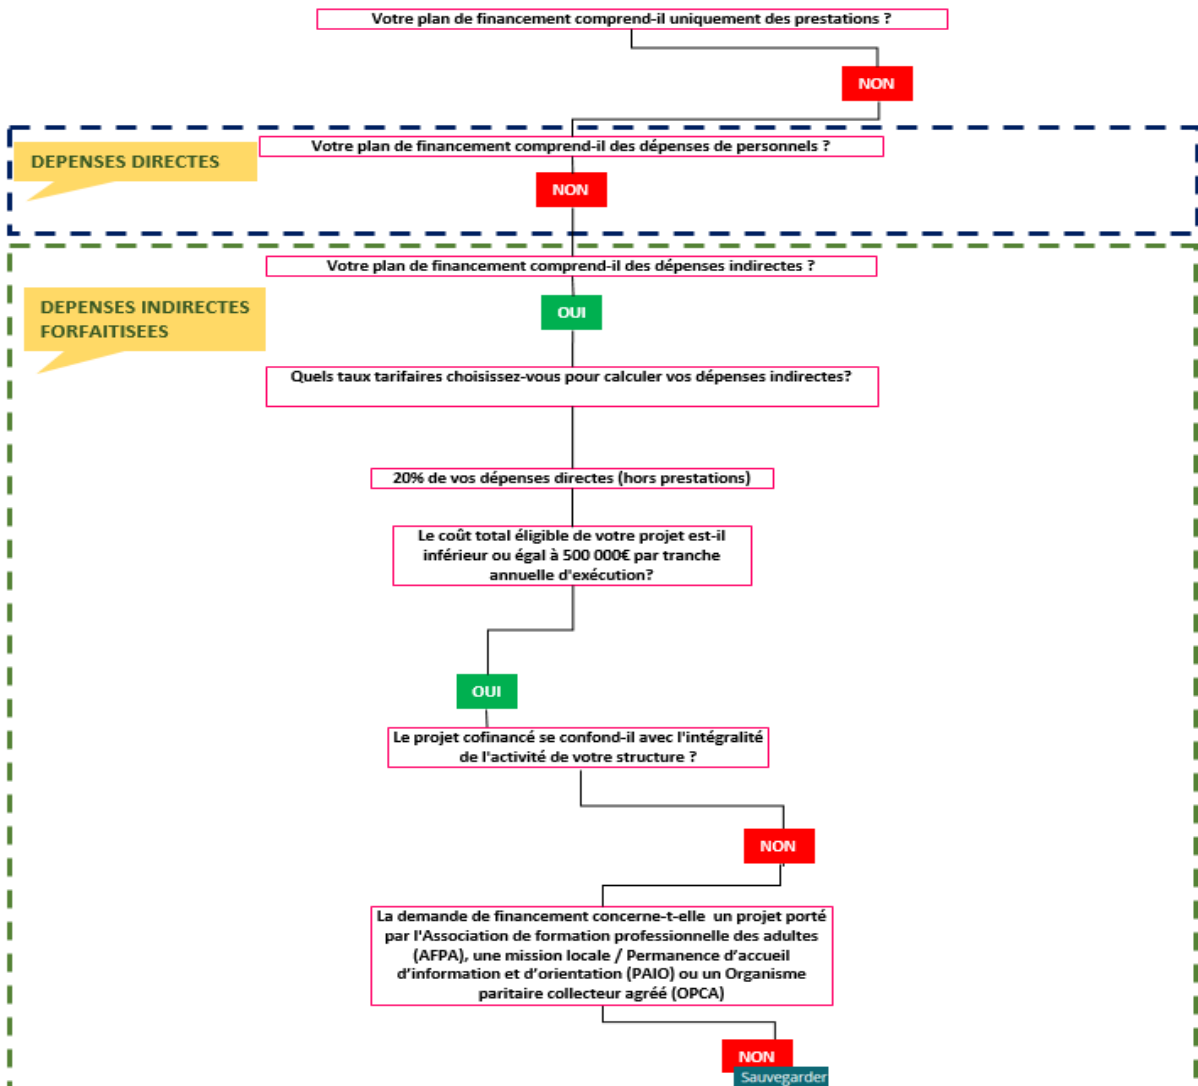 Votre plan de financement comprend-il uniquement des prestations ?
NON
DEPENSES DIRECTES
Votre plan de financement comprend-il des dépenses de personnels ?
NON
Votre plan de financement comprend-il des dépenses indirectes ?
DEPENSES INDIRECTES
FORFAITISEES
OUI
Quels taux tarifaires choisissez-vous pour calculer vos dépenses indirectes?
20% de vos dépenses directes (hors prestations)
Le coût total éligible de votre projet est-il
inférieur ou égal à 500 000€ par tranche
annuelle d'exécution?
OUI
Le projet cofinancé se confond-il avec l'intégralité
de l'activité de votre structure ?
NON
La demande de financement concerne-t-elle un projet porté
par l'Association de formation professionnelle des adultes
(AFPA), une mission locale / Permanence d’accueil
d’information et d’orientation (PAIO) ou un Organisme
paritaire collecteur agréé (OPCA)
NON
Sauvegarder